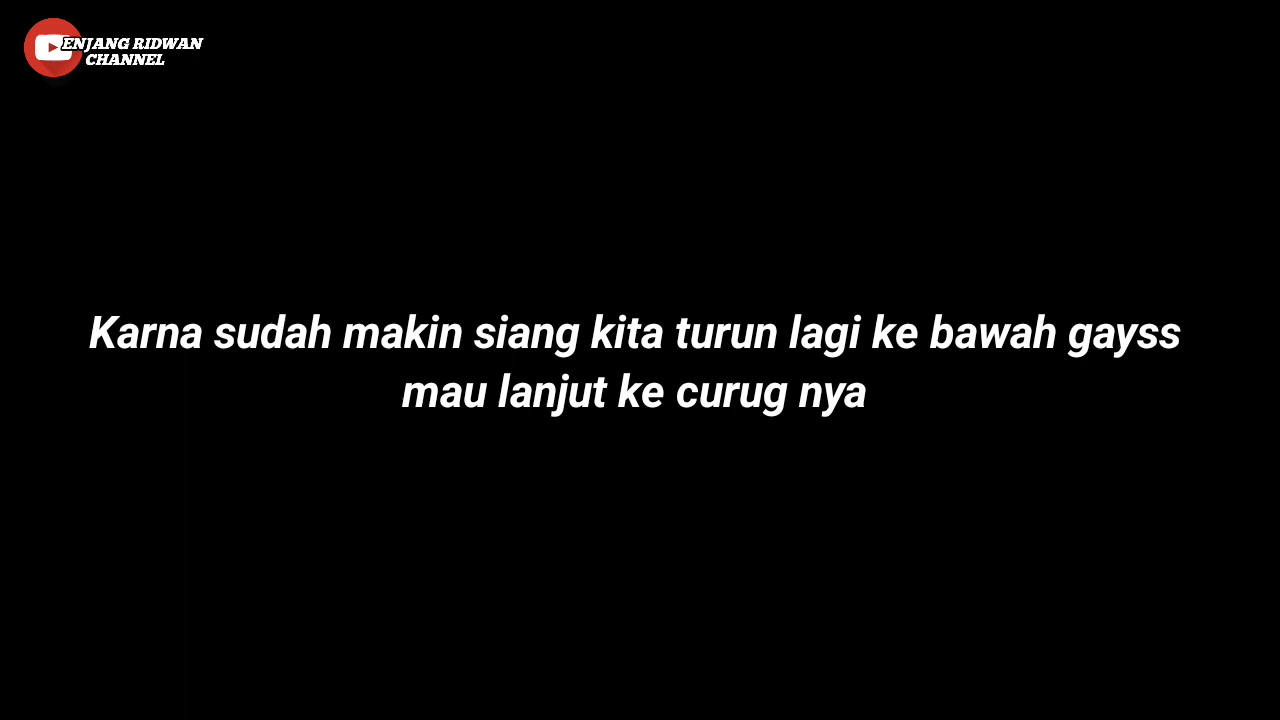 ENJANG RIDWAN
CHANNEL
Karna sudah makin siang kita turun lagi ke bawah gayss
mau lanjut ke curug nya